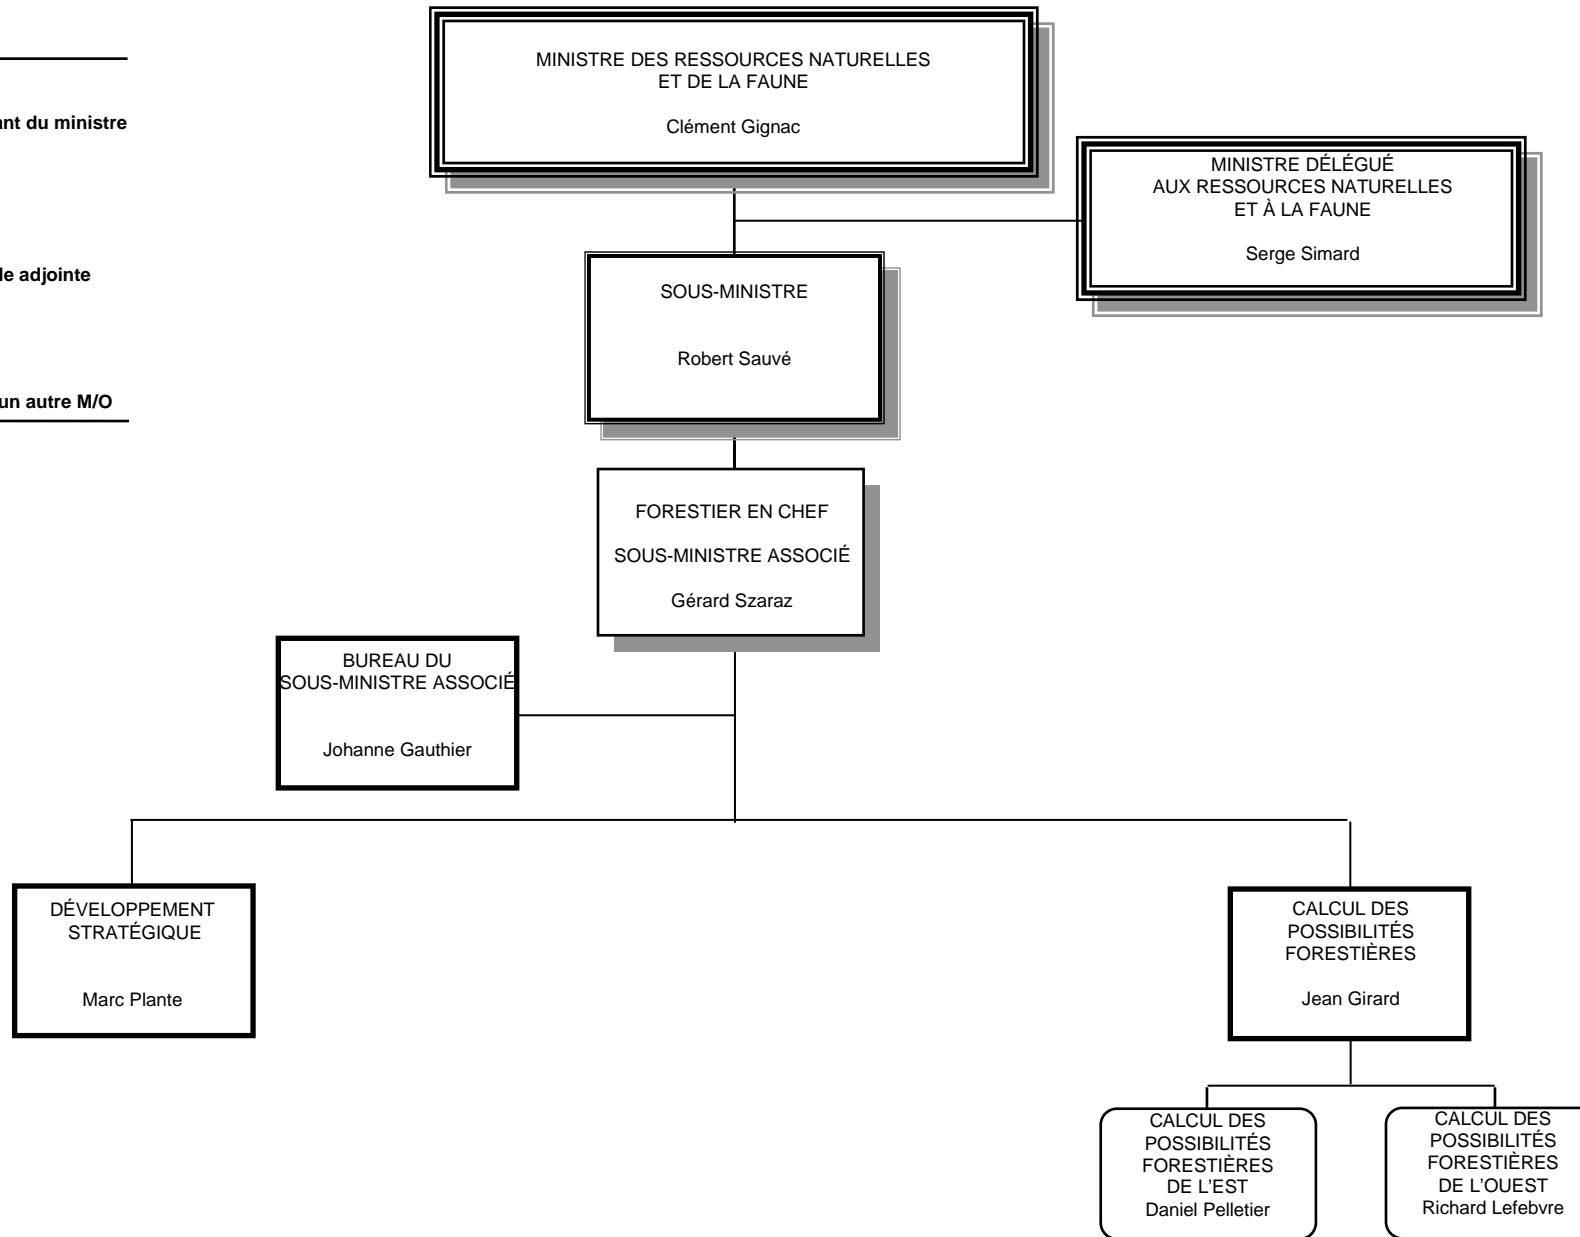 MINISTRE DES RESSOURCES NATURELLES
ET DE LA FAUNE
Clément Gignac
du ministre
MINISTRE DÉLÉGUÉ
AUX RESSOURCES NATURELLES
ET À LA FAUNE
Serge Simard
adjointe
SOUS-MINISTRE
Robert Sauvé
un autre M/O
FORESTIER EN CHEF
SOUS-MINISTRE ASSOCIÉ
Gérard Szaraz
BUREAU DU
SOUS-MINISTRE ASSOCIÉ
Johanne Gauthier
DÉVELOPPEMENT
STRATÉGIQUE
Marc Plante
CALCUL DES
POSSIBILITÉS
FORESTIÈRES
Jean Girard
CALCUL DES
POSSIBILITÉS
FORESTIÈRES
DE L'EST
Daniel Pelletier
CALCUL DES
POSSIBILITÉS
FORESTIÈRES
DE L'OUEST
Richard Lefebvre